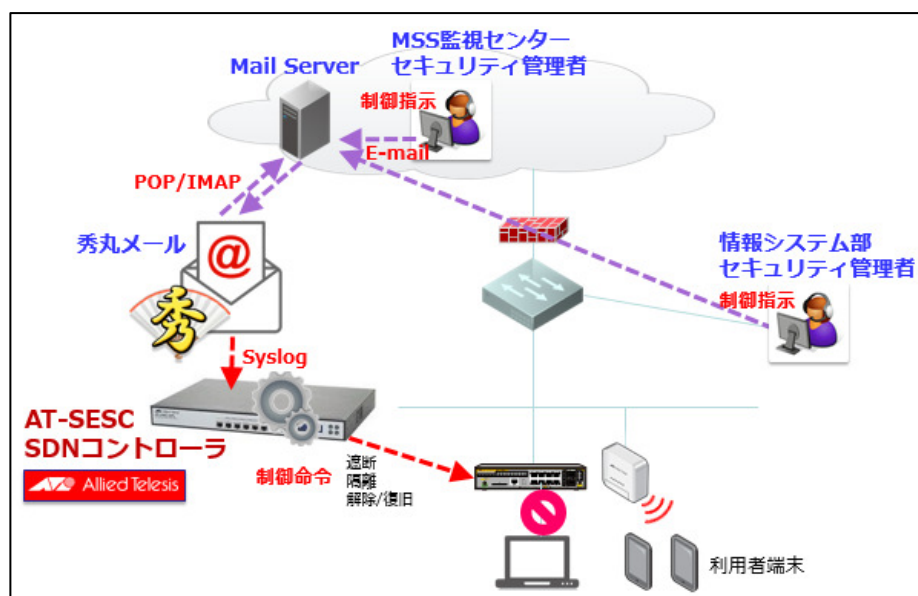 MSS監視センター
セキュリティ管理者
Mail Server
制御指示
E-mail
POP/IMAP
秀丸メール
@
秀
情報システム部
セキュリティ管理者
制御指示
Syslog
AT-SESC
SDNコントローラ
Allied Telesis
制御命令
遮断
隔離
解除/復旧
利用者端末